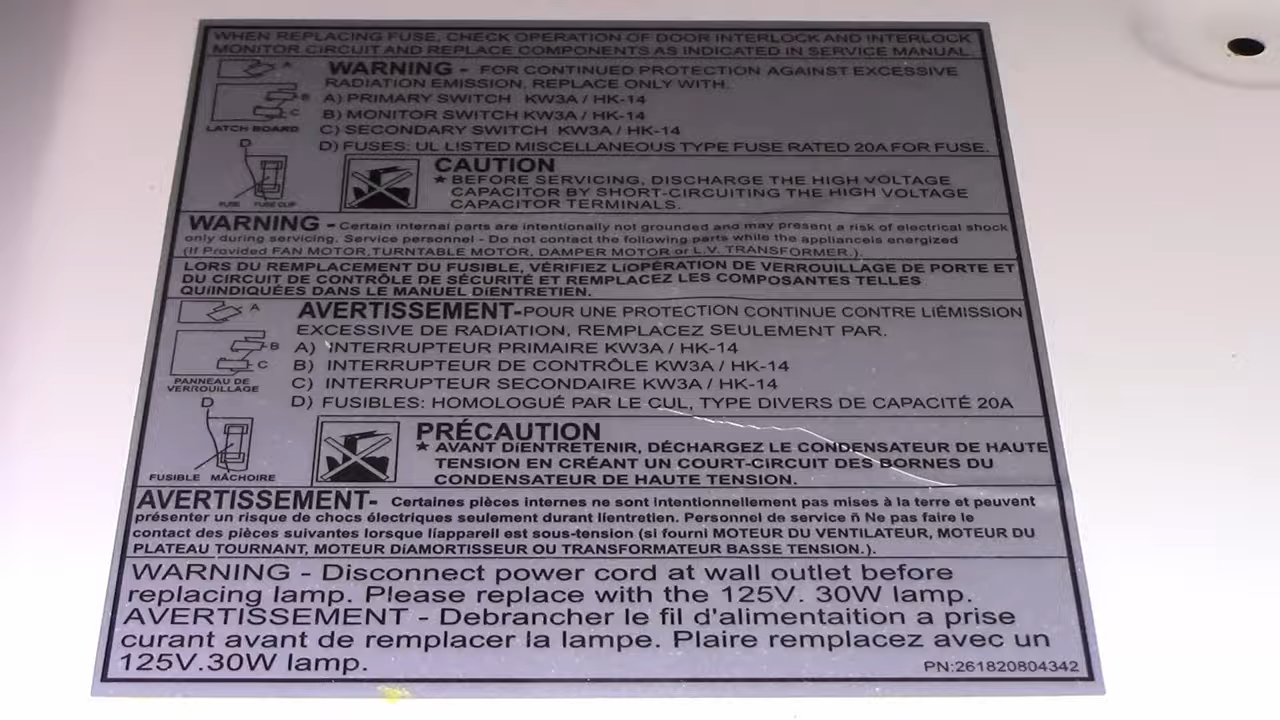 WHEN REPLACING FUSE, CHECK OPERATION OF DOOR INTERLOCK AND INTERLOCK
MONITOR CIRCUIT AND REPLACE COMPONENTS AS INDICATED IN SERVICE MANUAL
A
WARNING - FOR CONTINUED PROTECTION AGAINST EXCESSIVE
RADIATION EMISSION, REPLACE ONLY WITH.
B
A) PRIMARY SWITCH KW3A / HK-14
C
B) MONITOR SWITCH KW3A / HK-14
LATCH BOARD
C) SECONDARY SWITCH KW3A / HK-14
D
D) FUSES: UL LISTED MISCELLANEOUS TYPE FUSE RATED 20A FOR FUSE.
FUSE FUSE CLIP
CAUTION
★ BEFORE SERVICING, DISCHARGE THE HIGH VOLTAGE
CAPACITOR BY SHORT-CIRCUITING THE HIGH VOLTAGE
CAPACITOR TERMINALS.
WARNING - Certain internal parts are intentionally not grounded and may present a risk of electrical shock
only during servicing. Service personnel - Do not contact the following parts while the applianceis energized
(If Provided FAN MOTOR,TURNTABLE MOTOR, DAMPER MOTOR or L.V. TRANSFORMER.).
LORS DU REMPLACEMENT DU FUSIBLE, VÉRIFIEZ LíOPÉRATION DE VERROUILLAGE DE PORTE ET
DU CIRCUIT DE CONTRÔLE DE SÉCURITÉ ET REMPLACEZ LES COMPOSANTES TELLES
QUíINDIQUÉES DANS LE MANUEL DíENTRETIEN.
A
AVERTISSEMENT-POUR UNE PROTECTION CONTINUE CONTRE LíÉMISSION
EXCESSIVE DE RADIATION, REMPLACEZ SEULEMENT PAR.
B
A) INTERRUPTEUR PRIMAIRE KW3A / HK-14
C
B) INTERRUPTEUR DE CONTRÔLE KW3A / HK-14
PANNEAU DE
VERROUILLAGE
C) INTERRUPTEUR SECONDAIRE KW3A / HK-14
D
D) FUSIBLES: HOMOLOGUÉ PAR LE CUL, TYPE DIVERS DE CAPACITÉ 20A
FUSIBLE MÂCHOIRE
PRÉCAUTION
★ AVANT DíENTRETENIR, DÉCHARGEZ LE CONDENSATEUR DE HAUTE
TENSION EN CRÉANT UN COURT-CIRCUIT DES BORNES DU
CONDENSATEUR DE HAUTE TENSION.
AVERTISSEMENT- Certaines pièces internes ne sont intentionnellement pas mises à la terre et peuvent
présenter un risque de chocs électriques seulement durant líentretien. Personnel de service ñ Ne pas faire le
contact des pièces suivantes lorsque líappareil est sous-tension (si fourni MOTEUR DU VENTILATEUR, MOTEUR DU
PLATEAU TOURNANT, MOTEUR DíAMORTISSEUR OU TRANSFORMATEUR BASSE TENSION.).
WARNING - Disconnect power cord at wall outlet before
replacing lamp. Please replace with the 125V. 30W lamp.
AVERTISSEMENT - Debrancher le fil d'alimentaition a prise
curant avant de remplacer la lampe. Plaire remplacez avec un
125V.30W lamp.
PN:261820804342